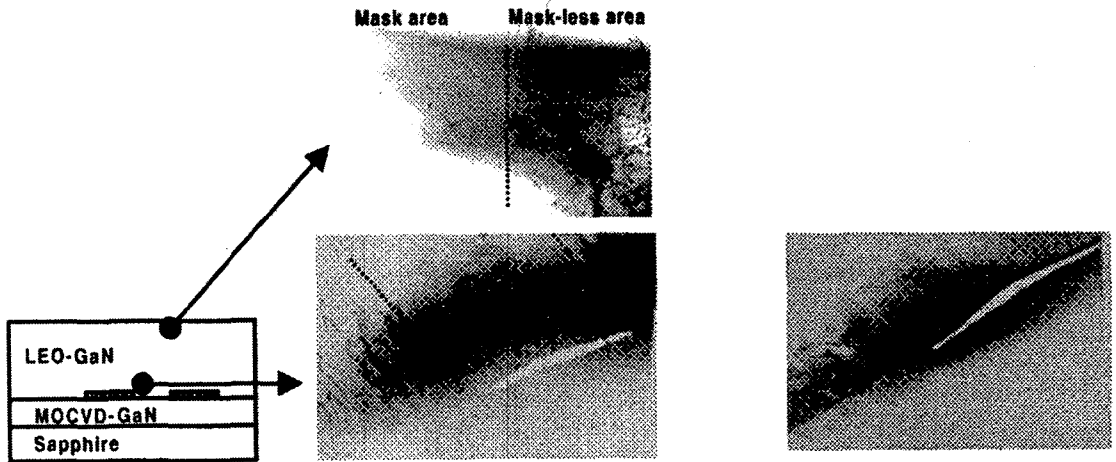 Mask area
Mask-less area
LEO-GaN
MOCVD-GaN
Sapphire